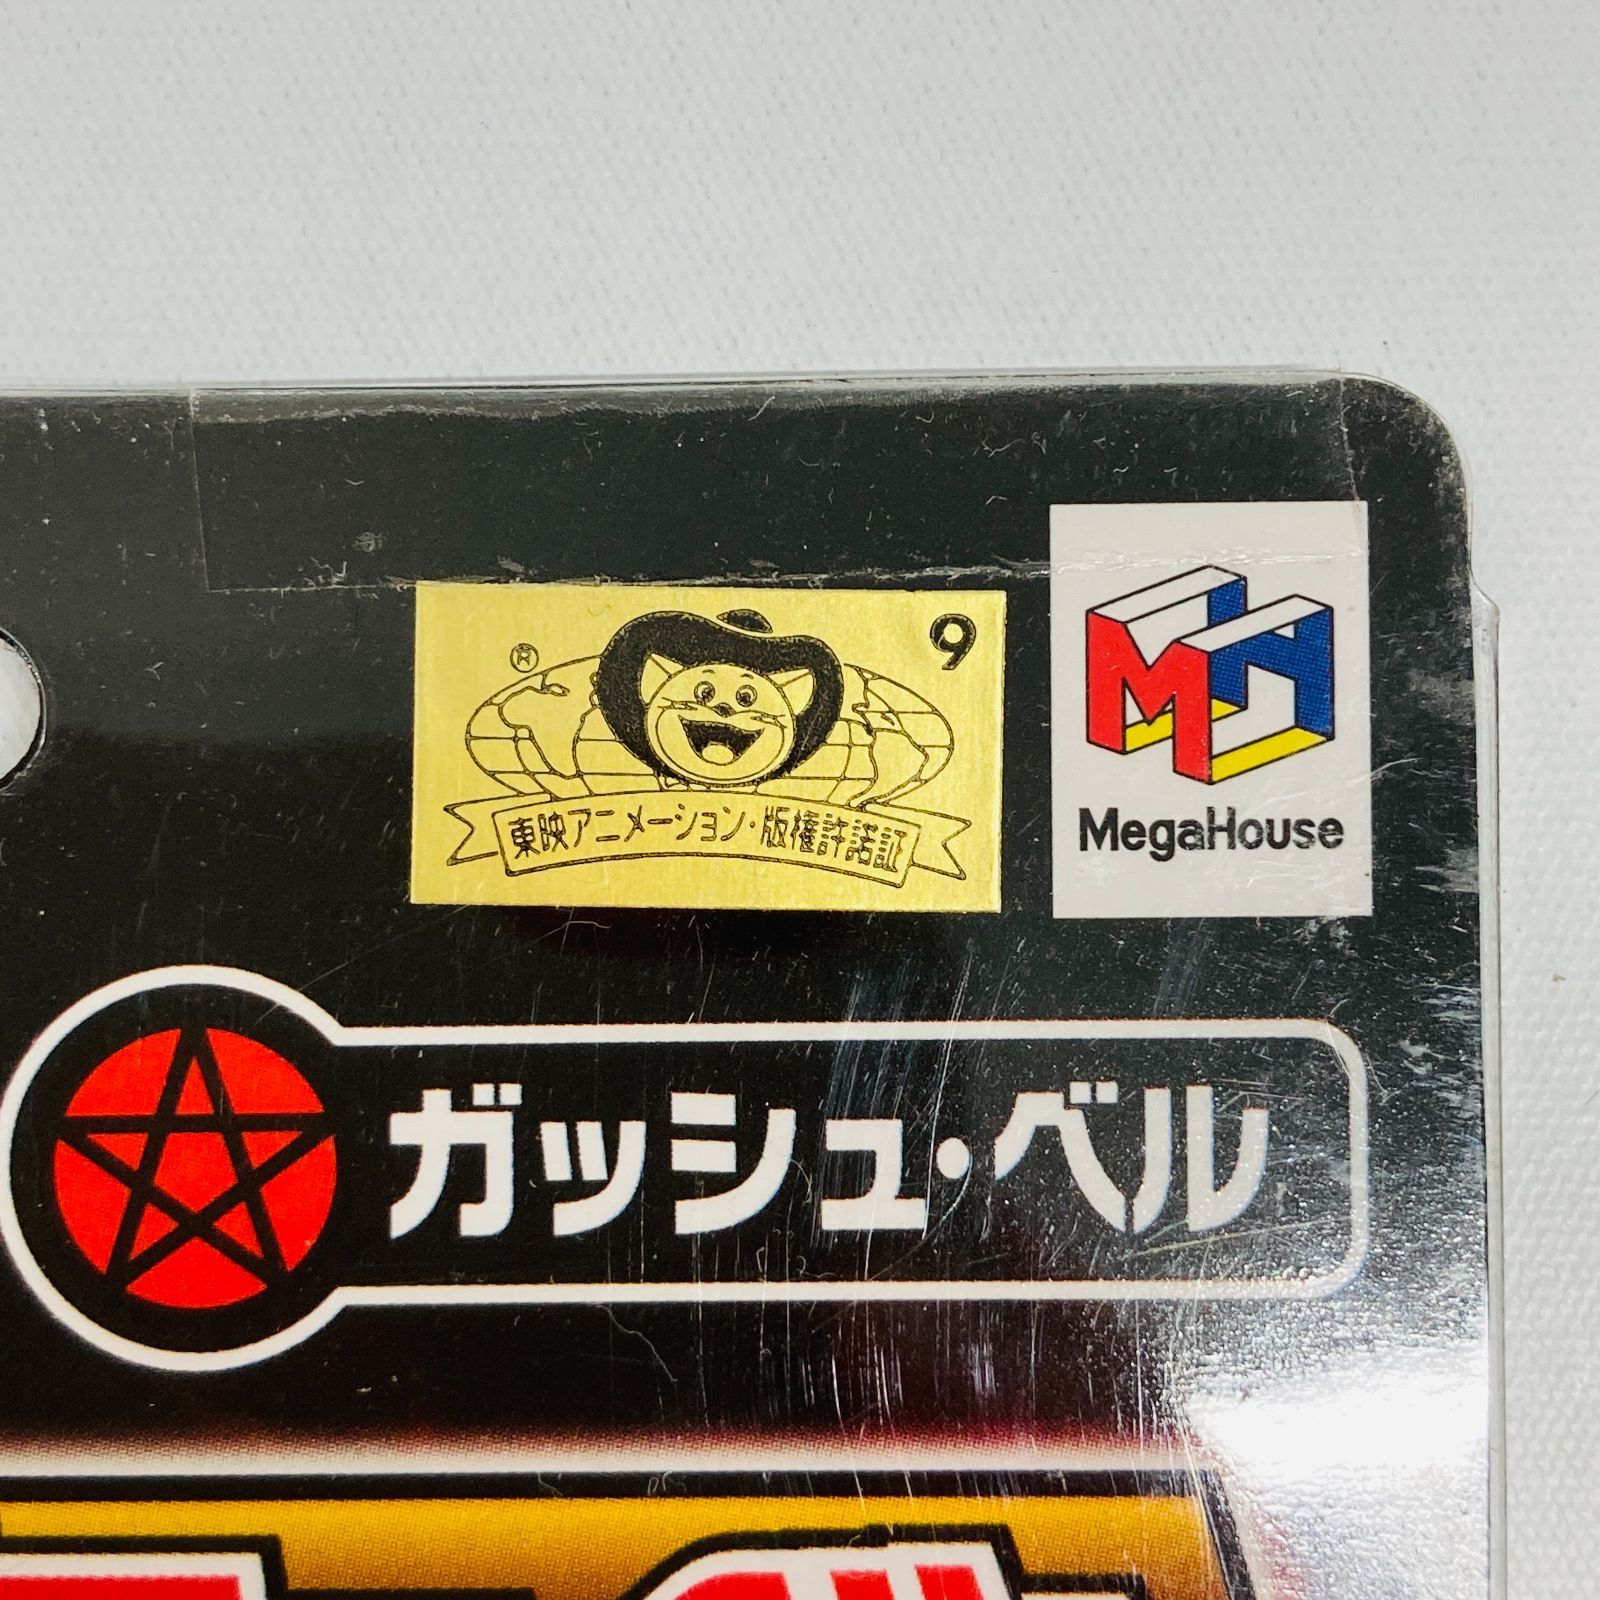 ® 9
東映アニメーション・版権許諾証
MegaHouse
ガッシュ・ベル